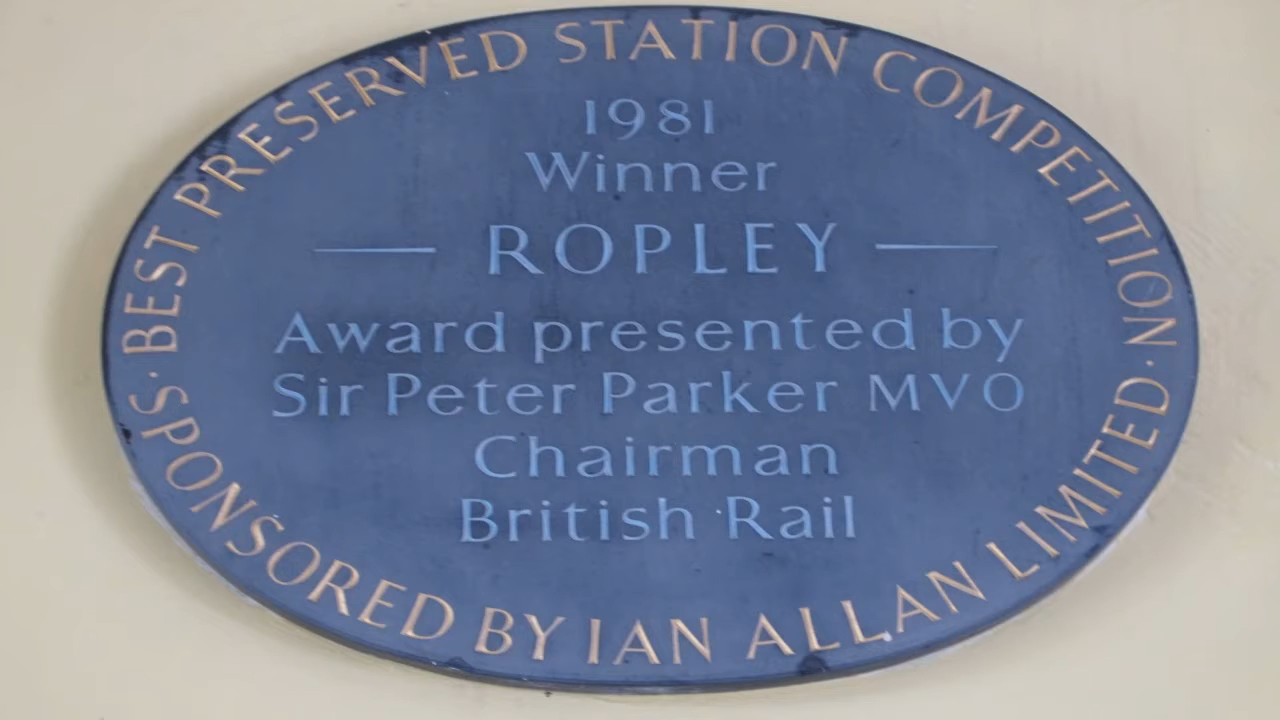 BEST PRESERVED STATION COMPETITION
1981
Winner
ROPLEY
Award presented by
Sir Peter Parker MVO
Chairman
British Rail
· SPONSORED BY IAN ALLAN LIMITED ·